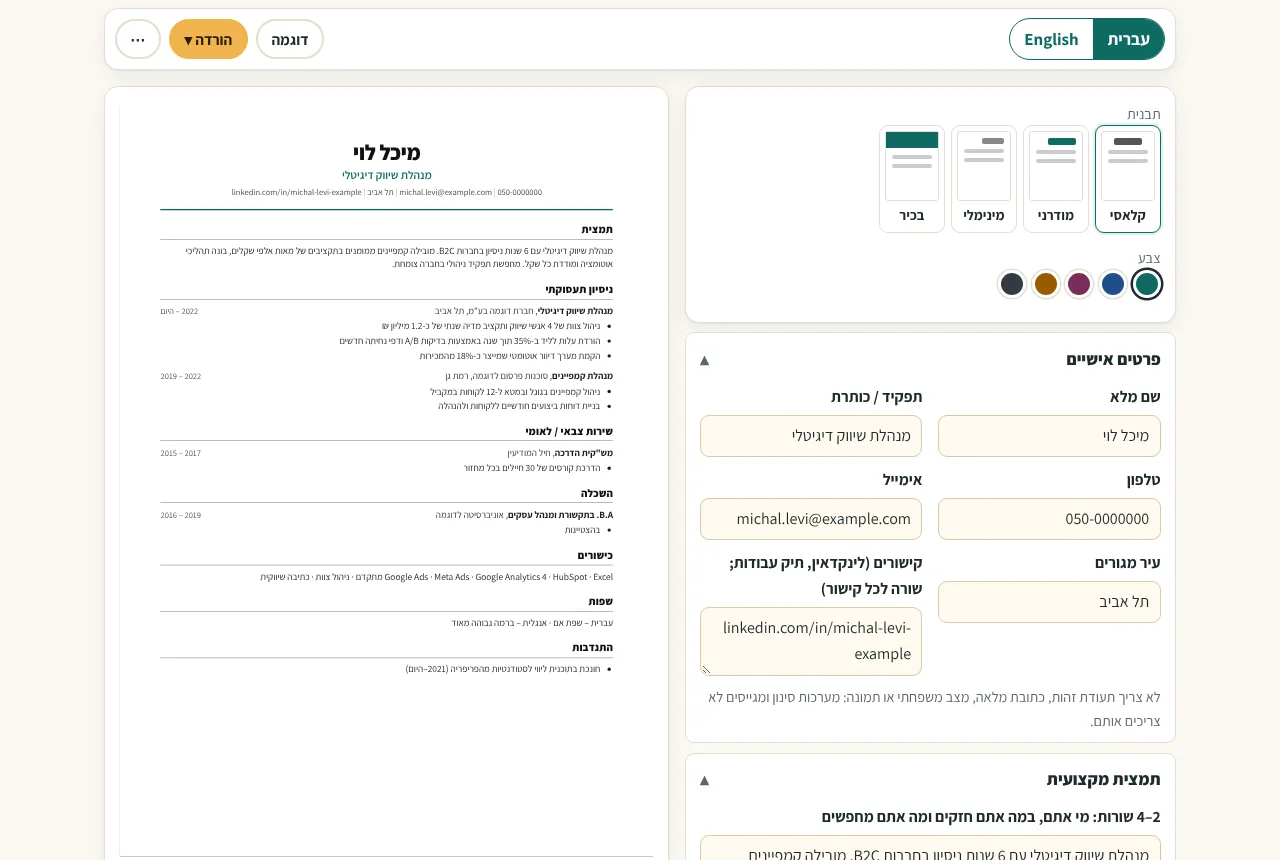 עברית
English
דוגמה
הורדה ▾
⋯
תבנית
קלאסי
מודרני
מינימלי
בכיר
צבע
פרטים אישיים
▲
שם מלא
תפקיד / כותרת
מיכל לוי
מנהלת שיווק דיגיטלי
טלפון
אימייל
050-0000000
michal.levi@example.com
עיר מגורים
קישורים (לינקדאין, תיק עבודות;
שורה לכל קישור)
תל אביב
linkedin.com/in/michal-levi-
example
לא צריך תעודת זהות, כתובת מלאה, מצב משפחתי או תמונה: מערכות סינון ומגייסים לא
צריכים אותם.
תמצית מקצועית
▲
2–4 שורות: מי אתם, במה אתם חזקים ומה אתם מחפשים
מנהלת שיווק דיגיטלי עם 6 שנות ניסיון בחברות B2C. מובילה קמפיינים
מיכל לוי
מנהלת שיווק דיגיטלי
050-0000000 | michal.levi@example.com | תל אביב | linkedin.com/in/michal-levi-example
תמצית
מנהלת שיווק דיגיטלי עם 6 שנות ניסיון בחברות B2C. מובילה קמפיינים ממומנים בתקציבים של מאות אלפי שקלים, בונה תהליכי
אוטומציה ומודדת כל שקל. מחפשת תפקיד ניהולי בחברה צומחת.
ניסיון תעסוקתי
מנהלת שיווק דיגיטלי, חברת דוגמה בע"מ, תל אביב
2022 – היום
• ניהול צוות של 4 אנשי שיווק ותקציב מדיה שנתי של כ-1.2 מיליון ₪
• הורדת עלות לליד ב-35% תוך שנה באמצעות בדיקות A/B ודפי נחיתה חדשים
• הקמת מערך דיוור אוטומטי שמייצר כ-18% מהמכירות
מנהלת קמפיינים, סוכנות פרסום לדוגמה, רמת גן
2019 – 2022
• ניהול קמפיינים בגוגל ובמטא ל-12 לקוחות במקביל
• בניית דוחות ביצועים חודשיים ללקוחות ולהנהלה
שירות צבאי / לאומי
מש"קית הדרכה, חיל המודיעין
2015 – 2017
• הדרכת קורסים של 30 חיילים בכל מחזור
השכלה
B.A. בתקשורת ומנהל עסקים, אוניברסיטה לדוגמה
2016 – 2019
• בהצטיינות
כישורים
Google Ads · Meta Ads · Google Analytics 4 · HubSpot · Excel מתקדם · ניהול צוות · כתיבה שיווקית
שפות
עברית – שפת אם · אנגלית – ברמה גבוהה מאוד
התנדבות
• חונכת בתוכנית ליווי לסטודנטיות מהפריפריה (2021–היום)